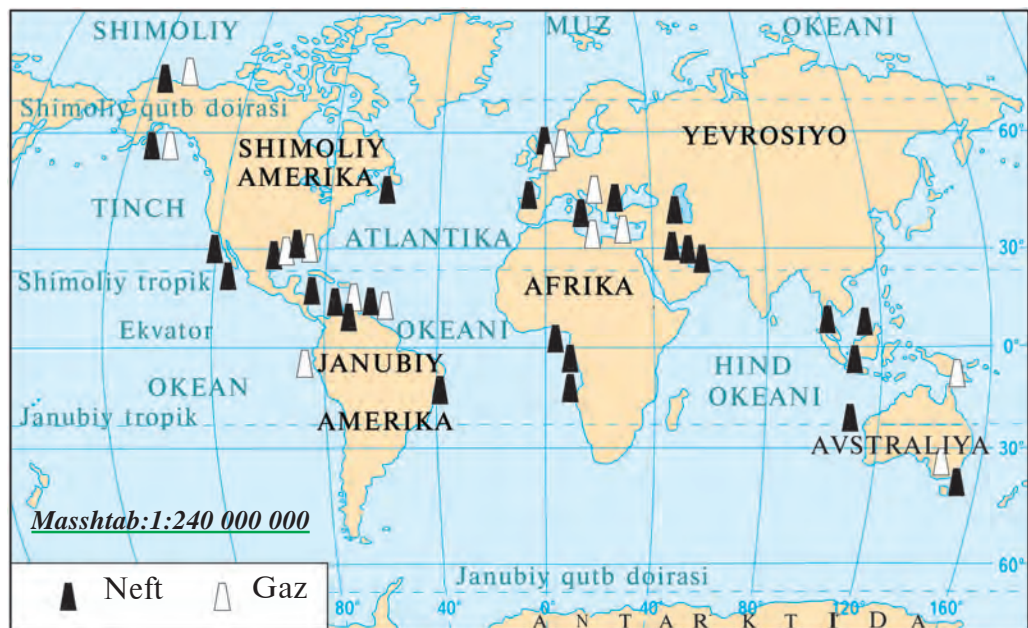 SHIMOLIY MUZ OKEANI
Shimoliy qutb doirasi
60°
YEVROSIYO
SHIMOLIY
AMERIKA
TINCH
ATLANTIKA
30°
Shimoliy tropik
AFRIKA
Ekvator
OKEANI
0°
JANUBIY
HIND
OKEAN
OKEANI
Janubiy tropik
AMERIKA
AVSTRALIYA
30°
Masshtab:1:240 000 000
60°
Janubiy qutb doirasi
Neft
Gaz
80° 40° 0° 40° 80° 120° 160°
ANTARKTIDA